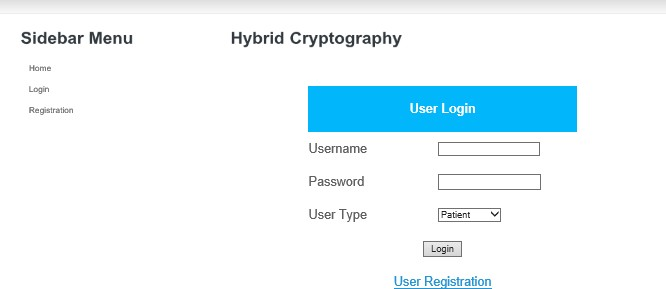 Sidebar Menu
Home
Login
Registration
Hybrid Cryptography
User Login
Username
Password
User Type Patient
Login
User Registration